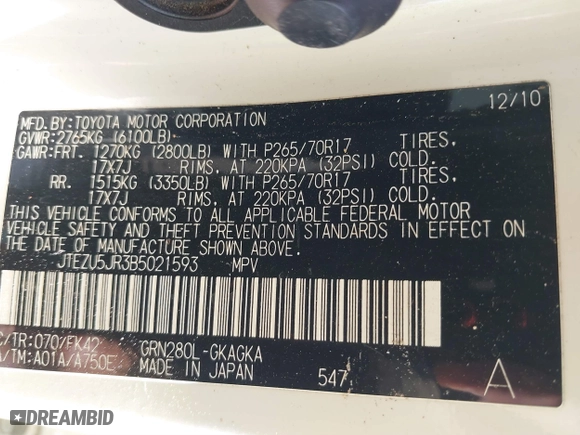 12/10
MFD. BY: TOYOTA MOTOR CORPORATION
GVWR: 2765KG (6100LB)
GAWR: FRT. 1270KG (2800LB) WITH P265/70R17 TIRES,
17X7J RIMS, AT 220KPA (32PSI) COLD.
RR. 1515KG (3350LB) WITH P265/70R17 TIRES,
17X7J RIMS, AT 220KPA (32PSI) COLD.
THIS VEHICLE CONFORMS TO ALL APPLICABLE FEDERAL MOTOR
VEHICLE SAFETY AND THEFT PREVENTION STANDARDS IN EFFECT ON
THE DATE OF MANUFACTURE SHOWN ABOVE.
JTEZU5JR3B5021593 MPV
C/TR: 070/FK42 GRN280L-GKAGKA
A/TM: A01A/A750E MADE IN JAPAN 547 A
DREAMBID